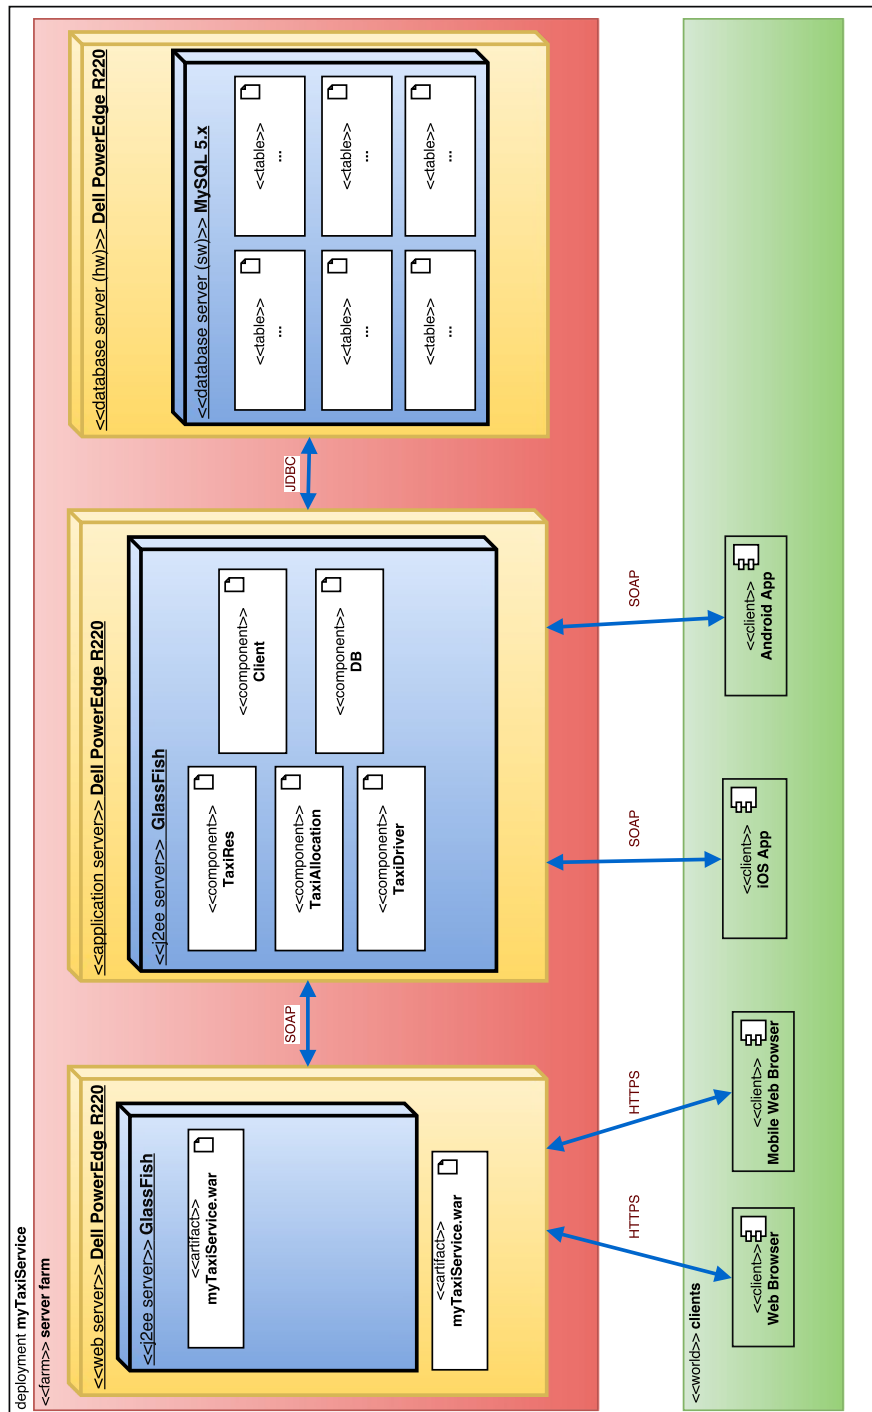 deployment myTaxiService
<<farm>> server farm
<<web server>> Dell PowerEdge R220
<<j2ee server>> GlassFish
<<artifact>>
myTaxiService.war
<<artifact>>
myTaxiService.war
SOAP
<<application server>> Dell PowerEdge R220
<<j2ee server>> GlassFish
<<component>>
TaxiRes
<<component>>
TaxiAllocation
<<component>>
TaxiDriver
<<component>>
Client
<<component>>
DB
JDBC
<<database server (hw)>> Dell PowerEdge R220
<<database server (sw)>> MySQL 5.x
<<table>>
...
<<table>>
...
<<table>>
...
<<table>>
...
<<table>>
...
<<table>>
...
HTTPS
HTTPS
SOAP
SOAP
<<world>> clients
<<client>>
Web Browser
<<client>>
Mobile Web Browser
<<client>>
iOS App
<<client>>
Android App